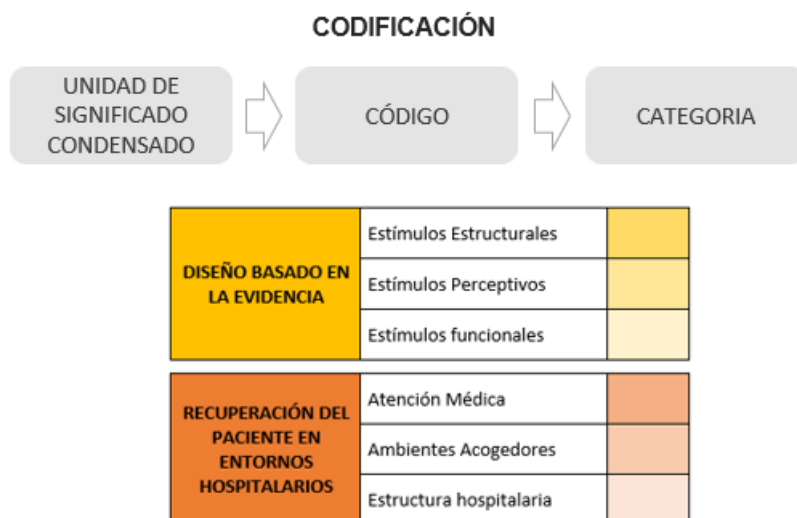 CODIFICACIÓN
UNIDAD DE
SIGNIFICADO
CONDENSADO
CÓDIGO
CATEGORIA
DISEÑO BASADO EN
LA EVIDENCIA
Estímulos Estructurales
Estímulos Perceptivos
Estímulos funcionales
RECUPERACIÓN DEL
PACIENTE EN
ENTORNOS
HOSPITALARIOS
Atención Médica
Ambientes Acogedores
Estructura hospitalaria